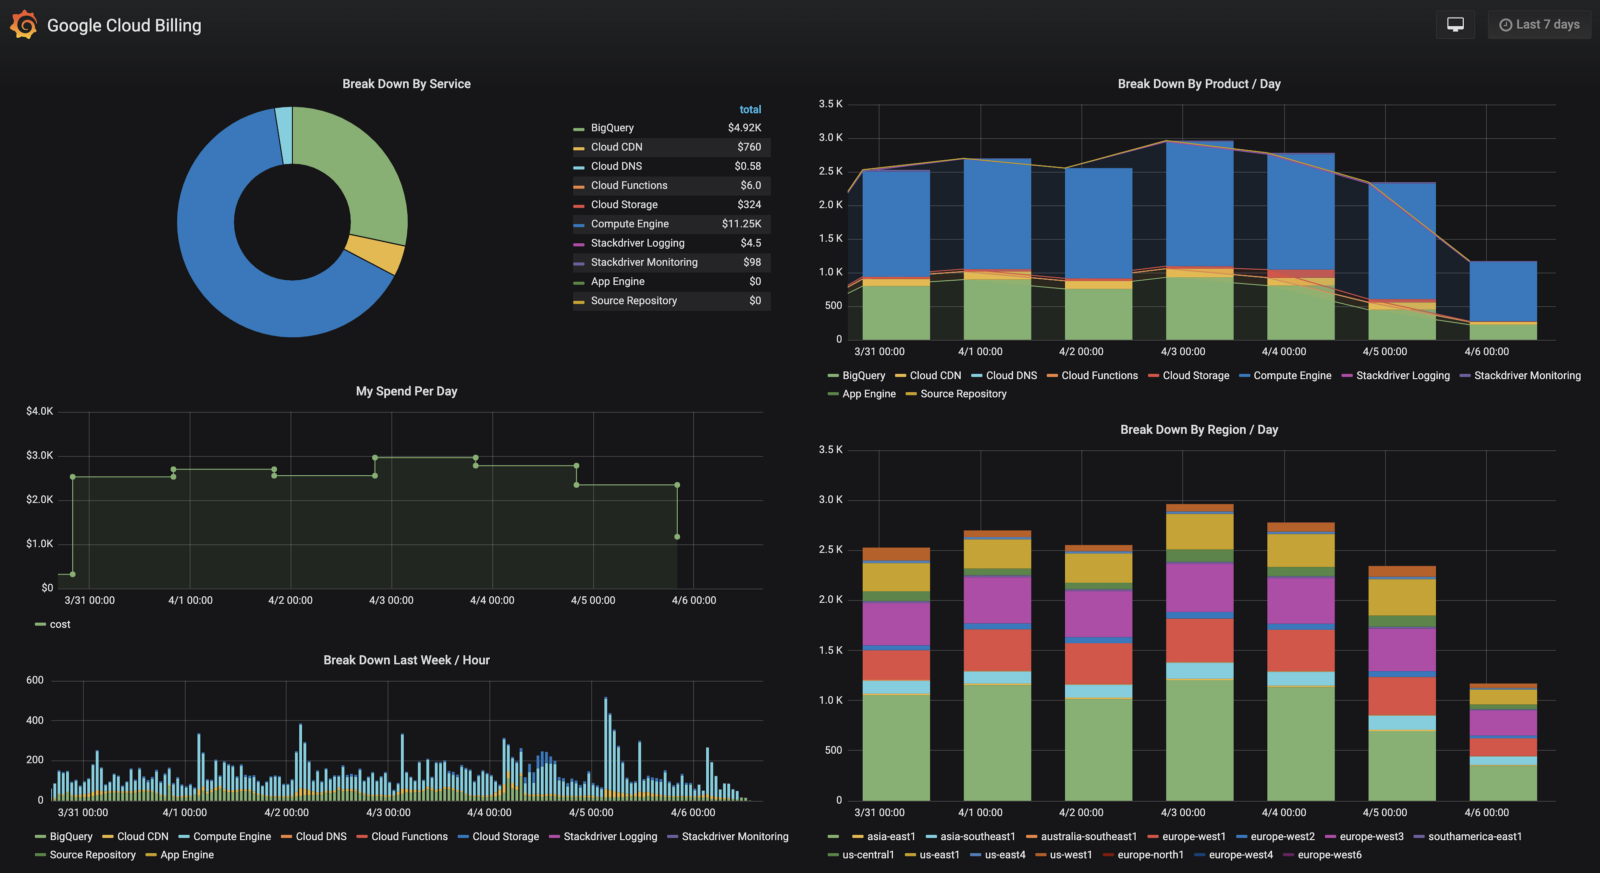 Google Cloud Billing
Last 7 days
Break Down By Service
total
BigQuery $4.92K
Cloud CDN $760
Cloud DNS $0.58
Cloud Functions $6.0
Cloud Storage $324
Compute Engine $11.25K
Stackdriver Logging $4.5
Stackdriver Monitoring $98
App Engine $0
Source Repository $0
My Spend Per Day
$4.0K
$3.0K
$2.0K
$1.0K
$0
3/31 00:00 4/1 00:00 4/2 00:00 4/3 00:00 4/4 00:00 4/5 00:00 4/6 00:00
cost
Break Down Last Week / Hour
600
400
200
0
3/31 00:00 4/1 00:00 4/2 00:00 4/3 00:00 4/4 00:00 4/5 00:00 4/6 00:00
BigQuery Cloud CDN Compute Engine Cloud DNS Cloud Functions Cloud Storage Stackdriver Logging Stackdriver Monitoring
Source Repository App Engine
Break Down By Product / Day
3.5 K
3.0 K
2.5 K
2.0 K
1.5 K
1.0 K
500
0
3/31 00:00 4/1 00:00 4/2 00:00 4/3 00:00 4/4 00:00 4/5 00:00 4/6 00:00
BigQuery Cloud CDN Cloud DNS Cloud Functions Cloud Storage Compute Engine Stackdriver Logging Stackdriver Monitoring
App Engine Source Repository
Break Down By Region / Day
3.5 K
3.0 K
2.5 K
2.0 K
1.5 K
1.0 K
500
0
3/31 00:00 4/1 00:00 4/2 00:00 4/3 00:00 4/4 00:00 4/5 00:00 4/6 00:00
asia-east1 asia-southeast1 australia-southeast1 europe-west1 europe-west2 europe-west3 southamerica-east1
us-central1 us-east1 us-east4 us-west1 europe-north1 europe-west4 europe-west6